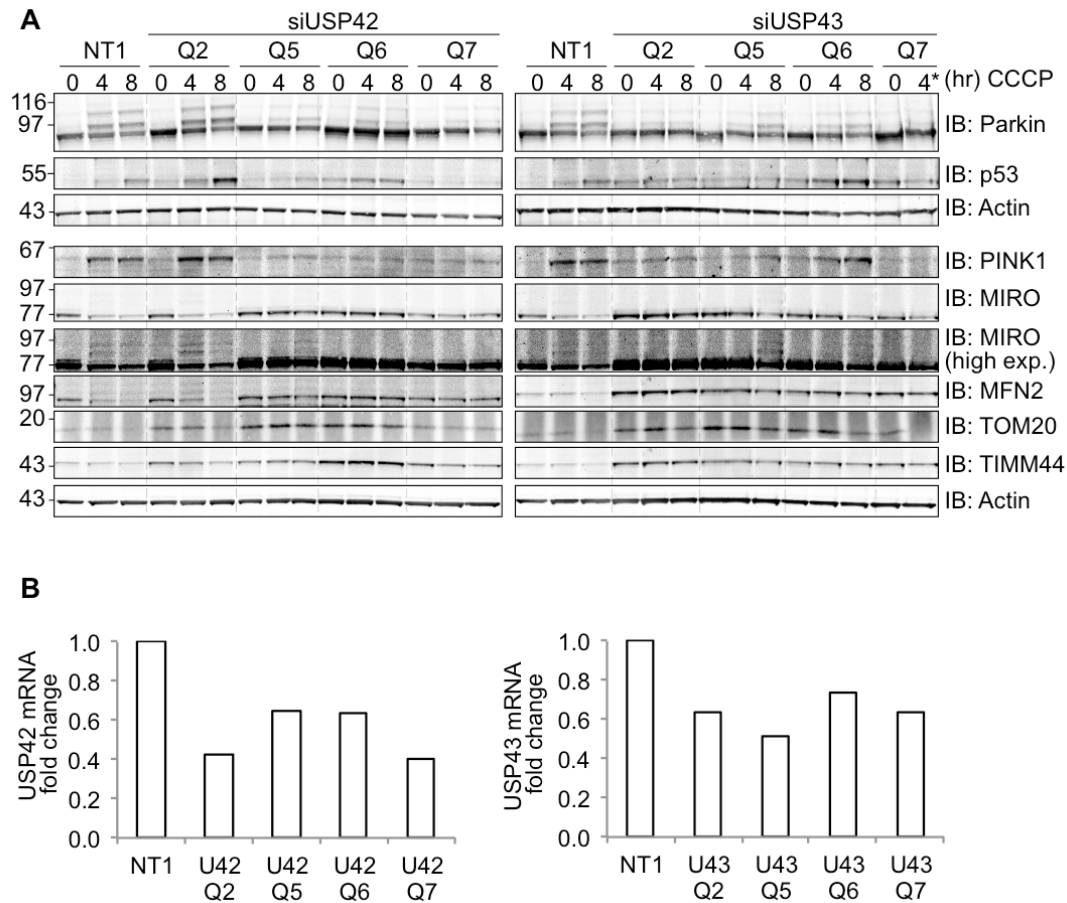 A
siUSP42 siUSP43
NT1 Q2 Q5 Q6 Q7 NT1 Q2 Q5 Q6 Q7
0 4 8 0 4 8 0 4 8 0 4 8 0 4 8 0 4 8 0 4 8 0 4 8 0 4 8 0 4* (hr) CCCP
116
97 IB: Parkin
55 IB: p53
43 IB: Actin
67 IB: PINK1
97
77 IB: MIRO
97 IB: MIRO
77 (high exp.)
97 IB: MFN2
20 IB: TOM20
43 IB: TIMM44
43 IB: Actin
B
USP42 mRNA
fold change
1.0
0.8
0.6
0.4
0.2
0.0
NT1 U42 U42 U42 U42
Q2 Q5 Q6 Q7
USP43 mRNA
fold change
1.0
0.8
0.6
0.4
0.2
0.0
NT1 U43 U43 U43 U43
Q2 Q5 Q6 Q7